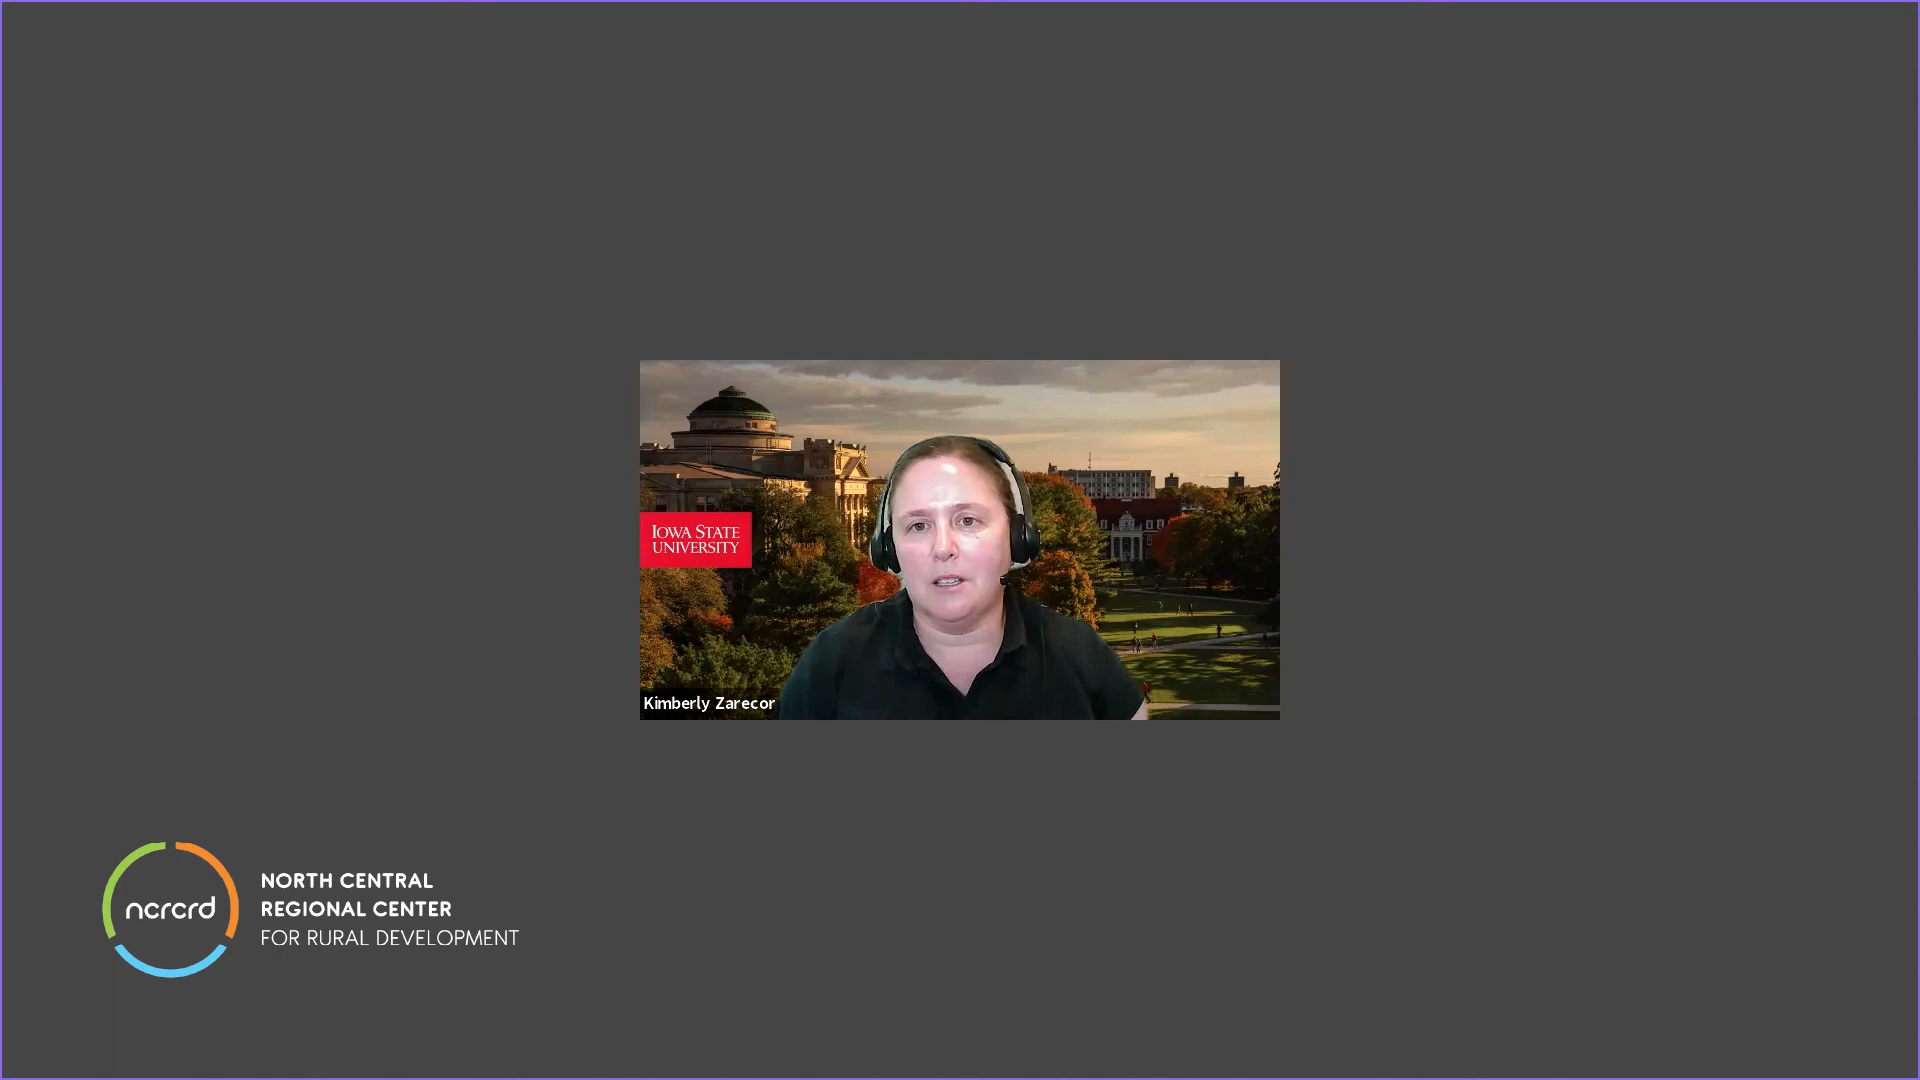 IOWA STATE
UNIVERSITY
Kimberly Zarecor
ncrcrd
NORTH CENTRAL
REGIONAL CENTER
FOR RURAL DEVELOPMENT